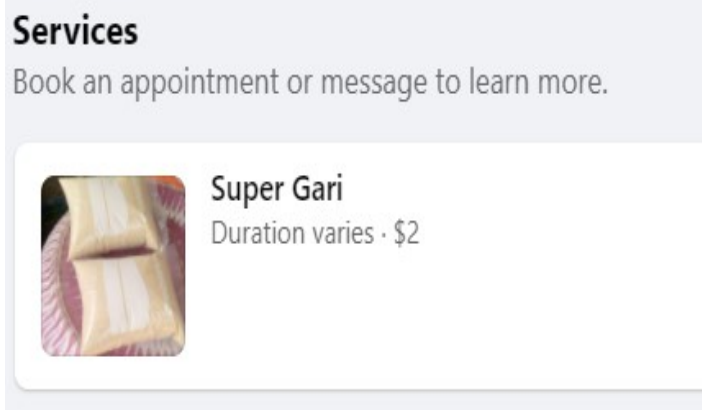 Services
Book an appointment or message to learn more.
Super Gari
Duration varies · $2